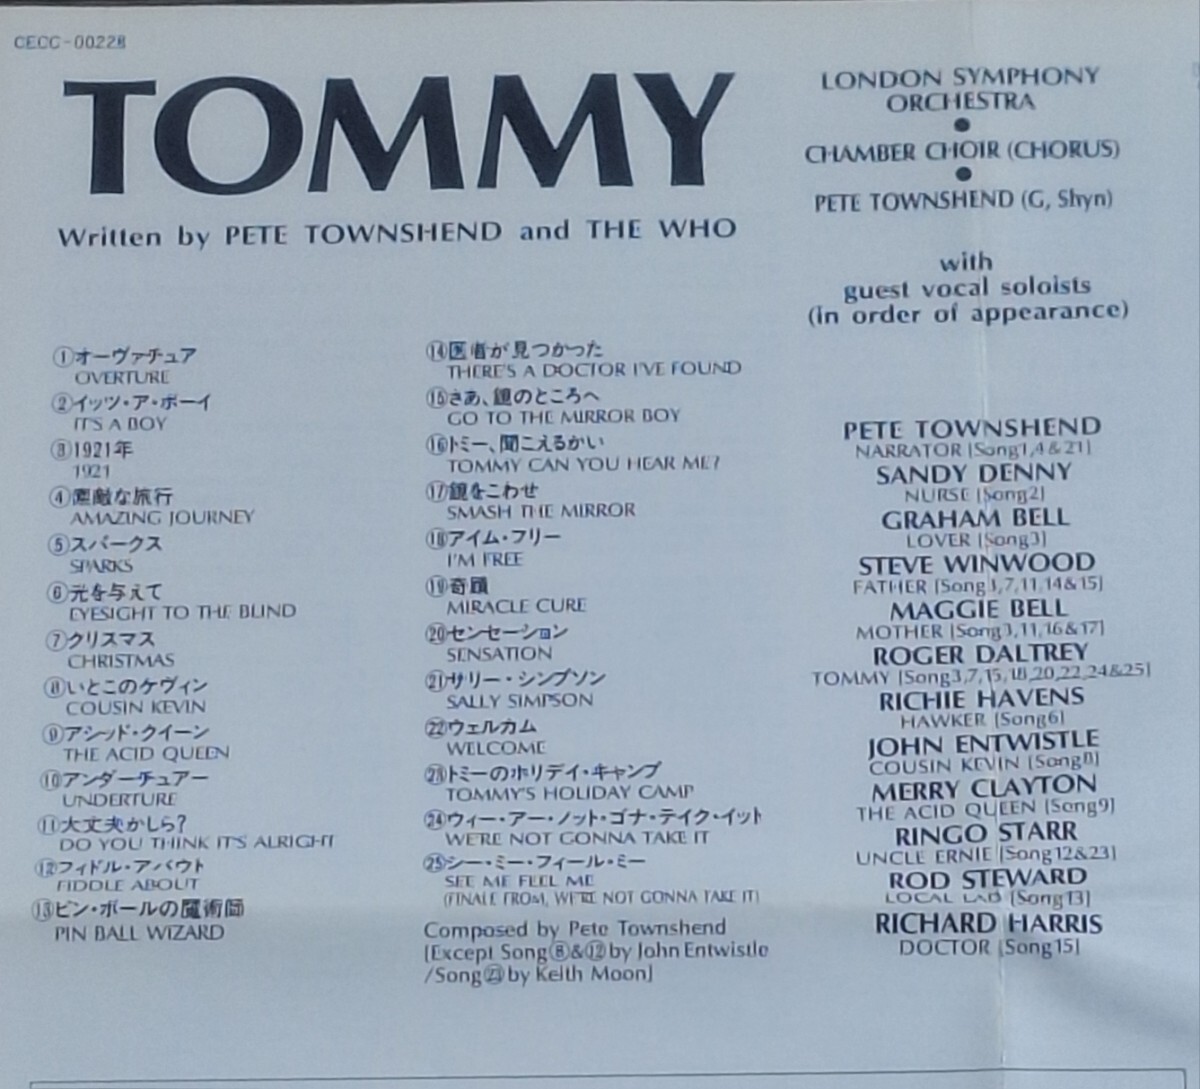 CECC-00228
TOMMY
Written by PETE TOWNSHEND and THE WHO
①オーヴァチュア
OVERTURE
②イッツ・ア・ボーイ
IT'S A BOY
③1921年
1921
④素敵な旅行
AMAZING JOURNEY
⑤スパークス
SPARKS
⑥光を与えて
EYESIGHT TO THE BLIND
⑦クリスマス
CHRISTMAS
⑧いとこのケヴィン
COUSIN KEVIN
⑨アシッド・クイーン
THE ACID QUEEN
⑩アンダーチュアー
UNDERTURE
⑪大丈夫かしら?
DO YOU THINK IT'S ALRIGHT
⑫フィドル・アバウト
FIDDLE ABOUT
⑬ピン・ボールの魔術師
PIN BALL WIZARD
⑭医者が見つかった
THERE'S A DOCTOR I'VE FOUND
⑮さあ、鏡のところへ
GO TO THE MIRROR BOY
⑯トミー、聞こえるかい
TOMMY CAN YOU HEAR ME?
⑰鏡をこわせ
SMASH THE MIRROR
⑱アイム・フリー
I'M FREE
⑲奇蹟
MIRACLE CURE
⑳センセーション
SENSATION
㉑サリー・シンプソン
SALLY SIMPSON
㉒ウェルカム
WELCOME
㉓トミーのホリデイ・キャンプ
TOMMY'S HOLIDAY CAMP
㉔ウィー・アー・ノット・ゴナ・テイク・イット
WE'RE NOT GONNA TAKE IT
㉕シー・ミー・フィール・ミー
SEE ME FEEL ME
(FINALE FROM, WE'RE NOT GONNA TAKE IT)
Composed by Pete Townshend
[Except Song⑧&⑫by John Entwistle
/Song㉓by Keith Moon]
LONDON SYMPHONY
ORCHESTRA
●
CHAMBER CHOIR (CHORUS)
●
PETE TOWNSHEND (G, Shyn)
with
guest vocal soloists
(in order of appearance)
PETE TOWNSHEND
NARRATOR [Song1,4&21]
SANDY DENNY
NURSE [Song2]
GRAHAM BELL
LOVER [Song3]
STEVE WINWOOD
FATHER [Song3,7,11,14&15]
MAGGIE BELL
MOTHER [Song3,11,16&17]
ROGER DALTREY
TOMMY [Song3,7,15,18,20,22,24&25]
RICHIE HAVENS
HAWKER [Song6]
JOHN ENTWISTLE
COUSIN KEVIN [Song8]
MERRY CLAYTON
THE ACID QUEEN [Song9]
RINGO STARR
UNCLE ERNIE [Song12&23]
ROD STEWARD
LOCAL LAD [Song13]
RICHARD HARRIS
DOCTOR [Song15]